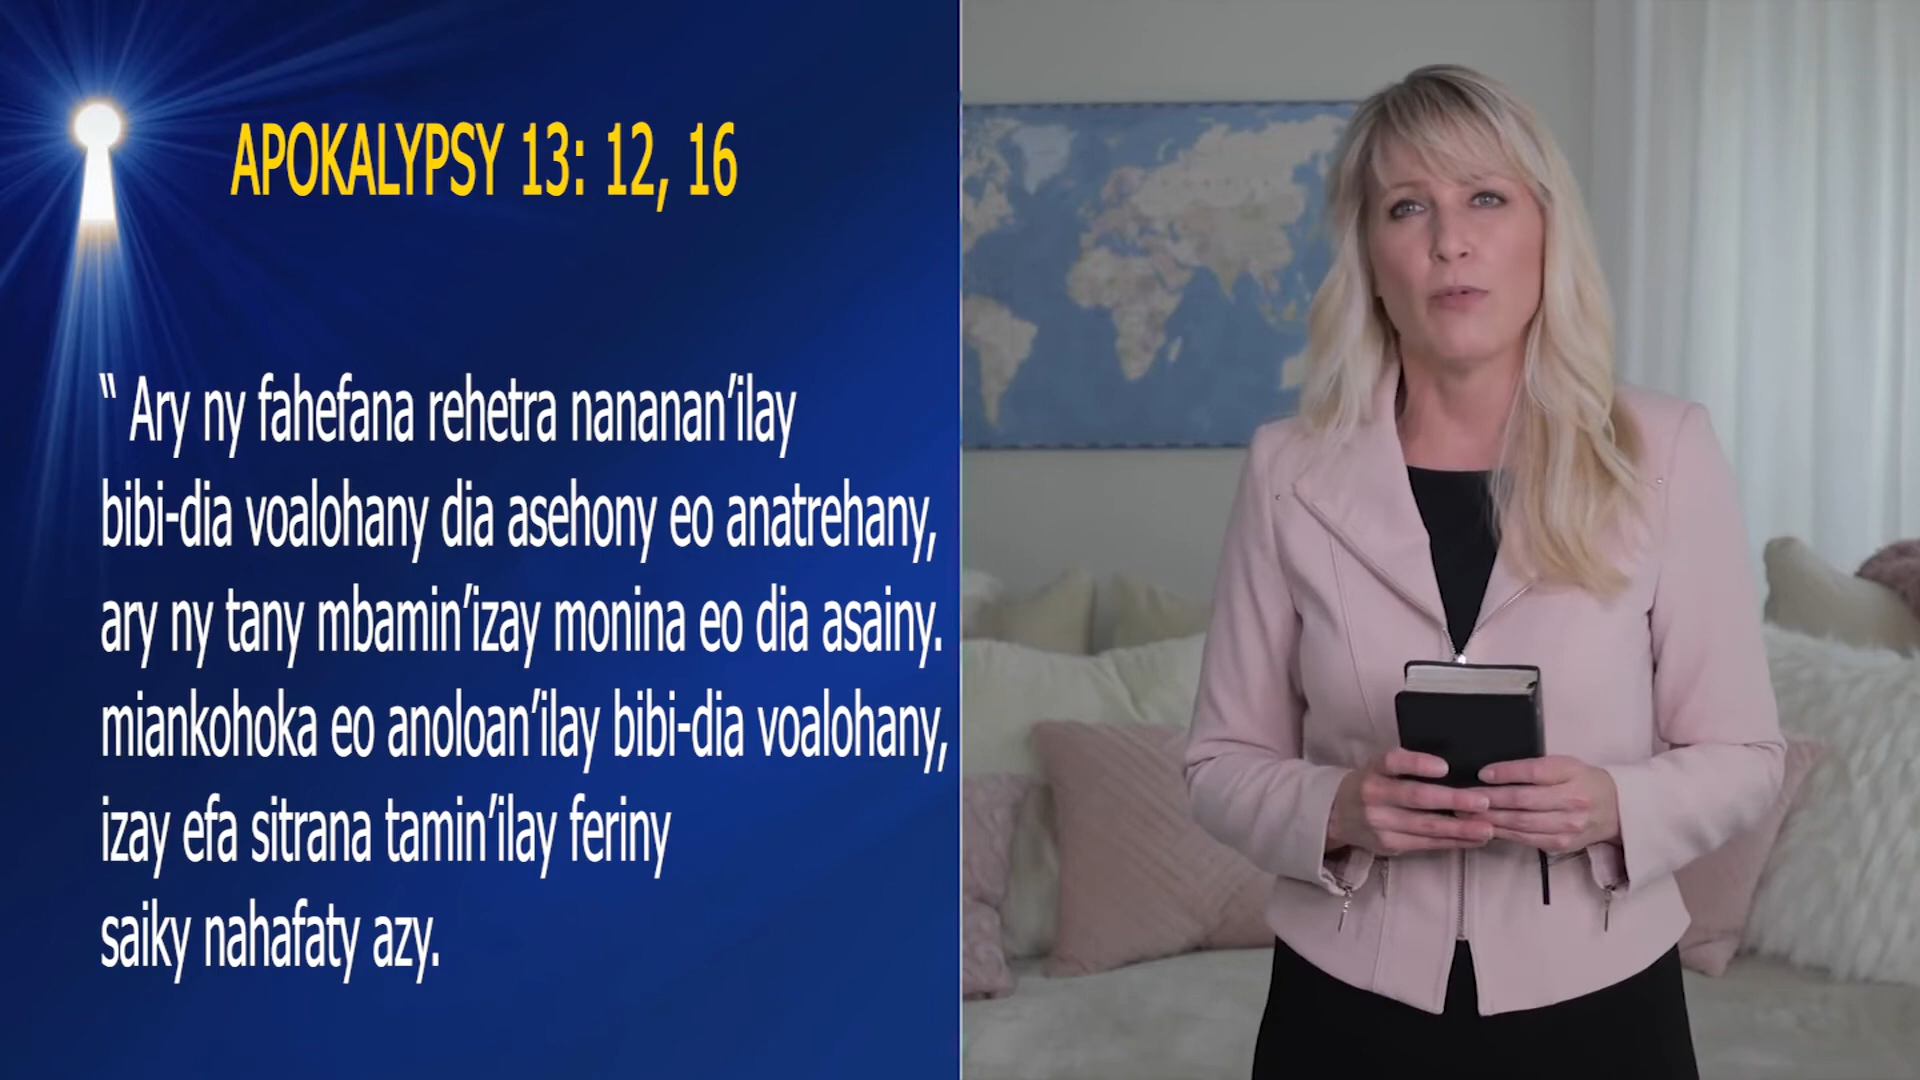 APOKALYPSY 13: 12, 16
“ Ary ny fahefana rehetra nananan’ilay
bibi-dia voalohany dia asehony eo anatrehany,
ary ny tany mbamin’izay monina eo dia asainy.
miankohoka eo anoloan’ilay bibi-dia voalohany,
izay efa sitrana tamin’ilay feriny
saiky nahafaty azy.